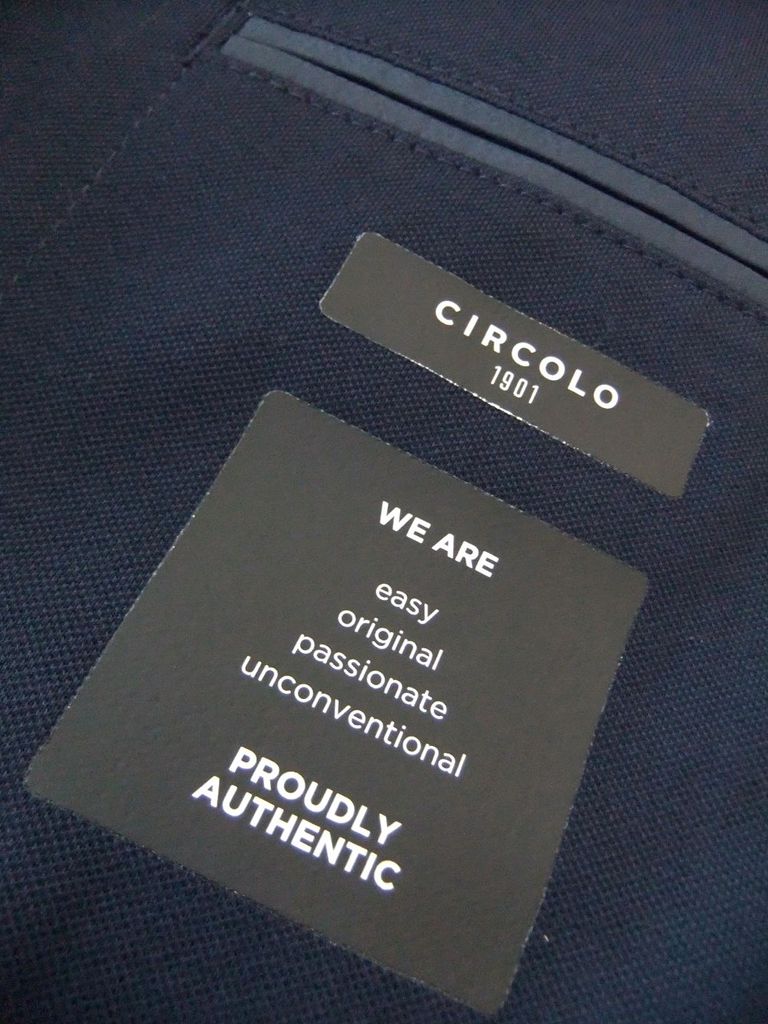 CIRCOLO
1901
WE ARE
easy
original
passionate
unconventional
PROUDLY
AUTHENTIC